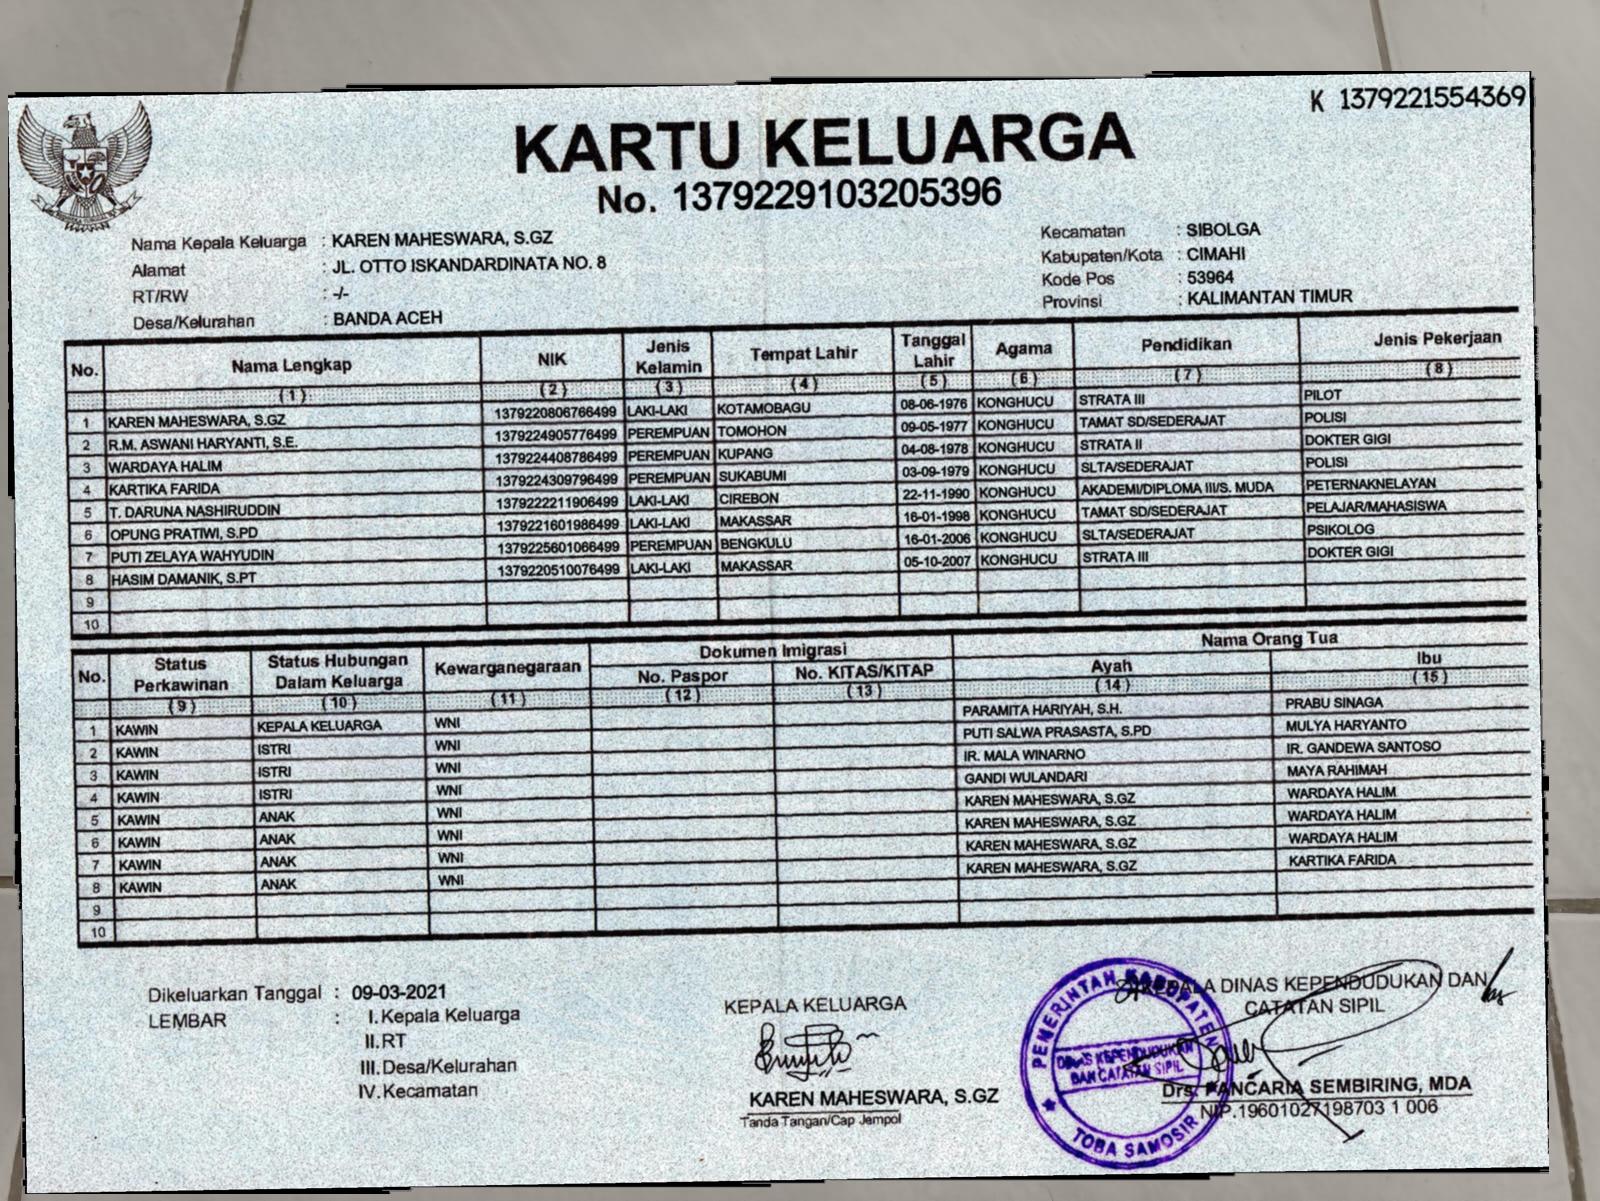 K 1379221554369
KARTU KELUARGA
No. 1379229103205396
Nama Kepala Keluarga : KAREN MAHESWARA, S.GZ
Alamat : JL. OTTO ISKANDARDINATA NO. 8
RT/RW : -/-
Desa/Kelurahan : BANDA ACEH
Kecamatan : SIBOLGA
Kabupaten/Kota : CIMAHI
Kode Pos : 53964
Provinsi : KALIMANTAN TIMUR
No. Nama Lengkap NIK Jenis Kelamin Tempat Lahir Tanggal Lahir Agama Pendidikan Jenis Pekerjaan
(1) (2) (3) (4) (5) (6) (7) (8)
1 KAREN MAHESWARA, S.GZ 1379220806766499 LAKI-LAKI KOTAMOBAGU 08-06-1976 KONGHUCU STRATA III PILOT
2 R.M. ASWANI HARYANTI, S.E. 1379224905776499 PEREMPUAN TOMOHON 09-05-1977 KONGHUCU TAMAT SD/SEDERAJAT POLISI
3 WARDAYA HALIM 1379224408786499 PEREMPUAN KUPANG 04-08-1978 KONGHUCU STRATA II DOKTER GIGI
4 KARTIKA FARIDA 1379224309796499 PEREMPUAN SUKABUMI 03-09-1979 KONGHUCU SLTA/SEDERAJAT POLISI
5 T. DARUNA NASHIRUDDIN 1379222211906499 LAKI-LAKI CIREBON 22-11-1990 KONGHUCU AKADEMI/DIPLOMA III/S. MUDA PETERNAKNELAYAN
6 OPUNG PRATIWI, S.PD 1379221601986499 LAKI-LAKI MAKASSAR 16-01-1998 KONGHUCU TAMAT SD/SEDERAJAT PELAJAR/MAHASISWA
7 PUTI ZELAYA WAHYUDIN 1379225601066499 PEREMPUAN BENGKULU 16-01-2006 KONGHUCU SLTA/SEDERAJAT PSIKOLOG
8 HASIM DAMANIK, S.PT 1379220510076499 LAKI-LAKI MAKASSAR 05-10-2007 KONGHUCU STRATA III DOKTER GIGI
9
10
No. Status Perkawinan Status Hubungan Dalam Keluarga Kewarganegaraan Dokumen Imigrasi No. Paspor No. KITAS/KITAP Nama Orang Tua Ayah Ibu
(9) (10) (11) (12) (13) (14) (15)
1 KAWIN KEPALA KELUARGA WNI PARAMITA HARIYAH, S.H. PRABU SINAGA
2 KAWIN ISTRI WNI PUTI SALWA PRASASTA, S.PD MULYA HARYANTO
3 KAWIN ISTRI WNI IR. MALA WINARNO IR. GANDEWA SANTOSO
4 KAWIN ISTRI WNI GANDI WULANDARI MAYA RAHIMAH
5 KAWIN ANAK WNI KAREN MAHESWARA, S.GZ WARDAYA HALIM
6 KAWIN ANAK WNI KAREN MAHESWARA, S.GZ WARDAYA HALIM
7 KAWIN ANAK WNI KAREN MAHESWARA, S.GZ WARDAYA HALIM
8 KAWIN ANAK WNI KAREN MAHESWARA, S.GZ KARTIKA FARIDA
9
10
Dikeluarkan Tanggal : 09-03-2021
LEMBAR : I. Kepala Keluarga
II. RT
III. Desa/Kelurahan
IV. Kecamatan
KEPALA KELUARGA
KAREN MAHESWARA, S.GZ
Tanda Tangan/Cap Jempol
KEPALA DINAS KEPENDUDUKAN DAN
CATATAN SIPIL
PEMERINTAH KABUPATEN
DINAS KEPENDUDUKAN
DAN CATATAN SIPIL
TOBA SAMOSIR
Drs. PANCARIA SEMBIRING, MDA
NIP.19601027198703 1 006